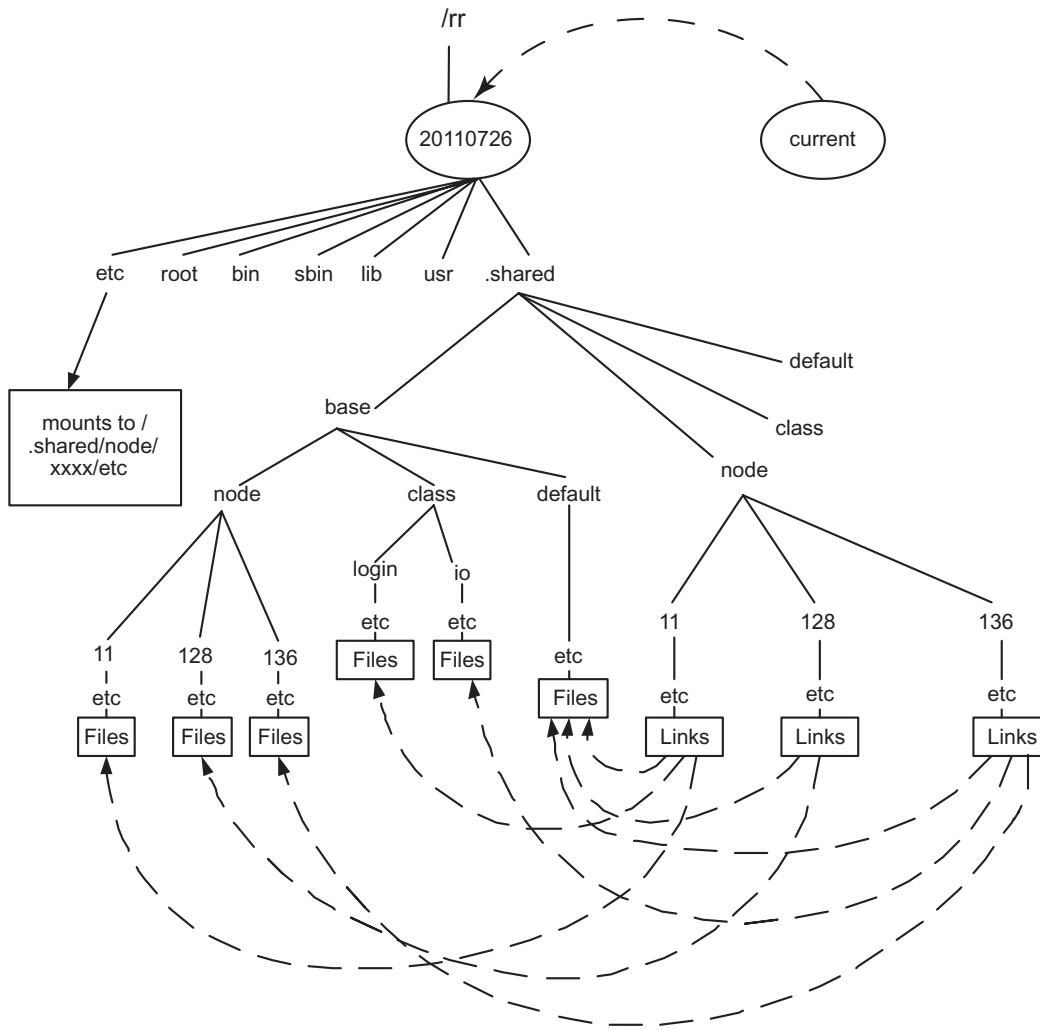 /rr
20110726
current
etc
root
bin
sbin
lib
usr
.shared
default
mounts to /
.shared/node/
xxxx/etc
base
class
node
node
class
default
login
io
11
128
136
etc
etc
11
128
136
etc
Files
Files
etc
etc
etc
Files
etc
etc
etc
Files
Files
Files
Links
Links
Links